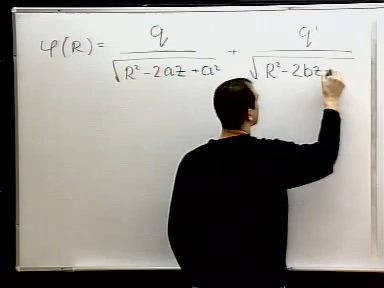 φ(R) = q / √(R² - 2az + a²) + q' / √(R² - 2bz